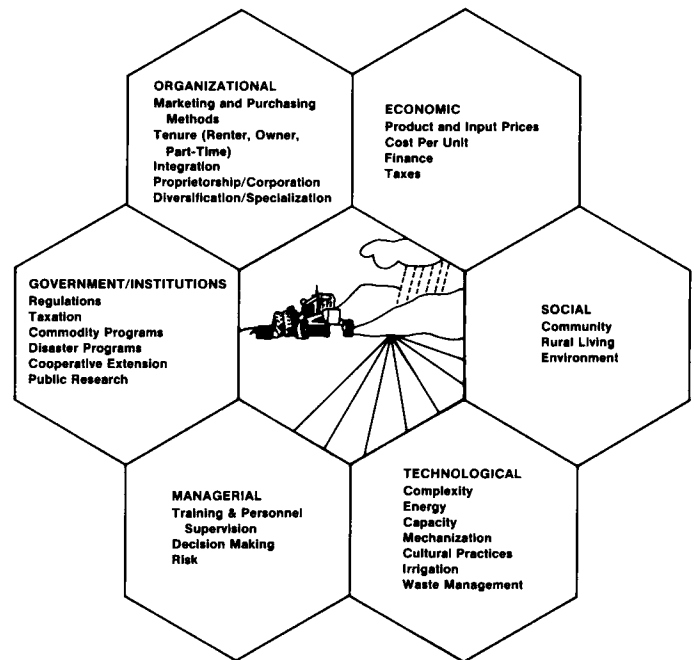 ORGANIZATIONAL
Marketing and Purchasing
Methods
Tenure (Renter, Owner,
Part-Time)
Integration
Proprietorship/Corporation
Diversification/Specialization
ECONOMIC
Product and Input Prices
Cost Per Unit
Finance
Taxes
GOVERNMENT/INSTITUTIONS
Regulations
Taxation
Commodity Programs
Disaster Programs
Cooperative Extension
Public Research
SOCIAL
Community
Rural Living
Environment
MANAGERIAL
Training & Personnel
Supervision
Decision Making
Risk
TECHNOLOGICAL
Complexity
Energy
Capacity
Mechanization
Cultural Practices
Irrigation
Waste Management